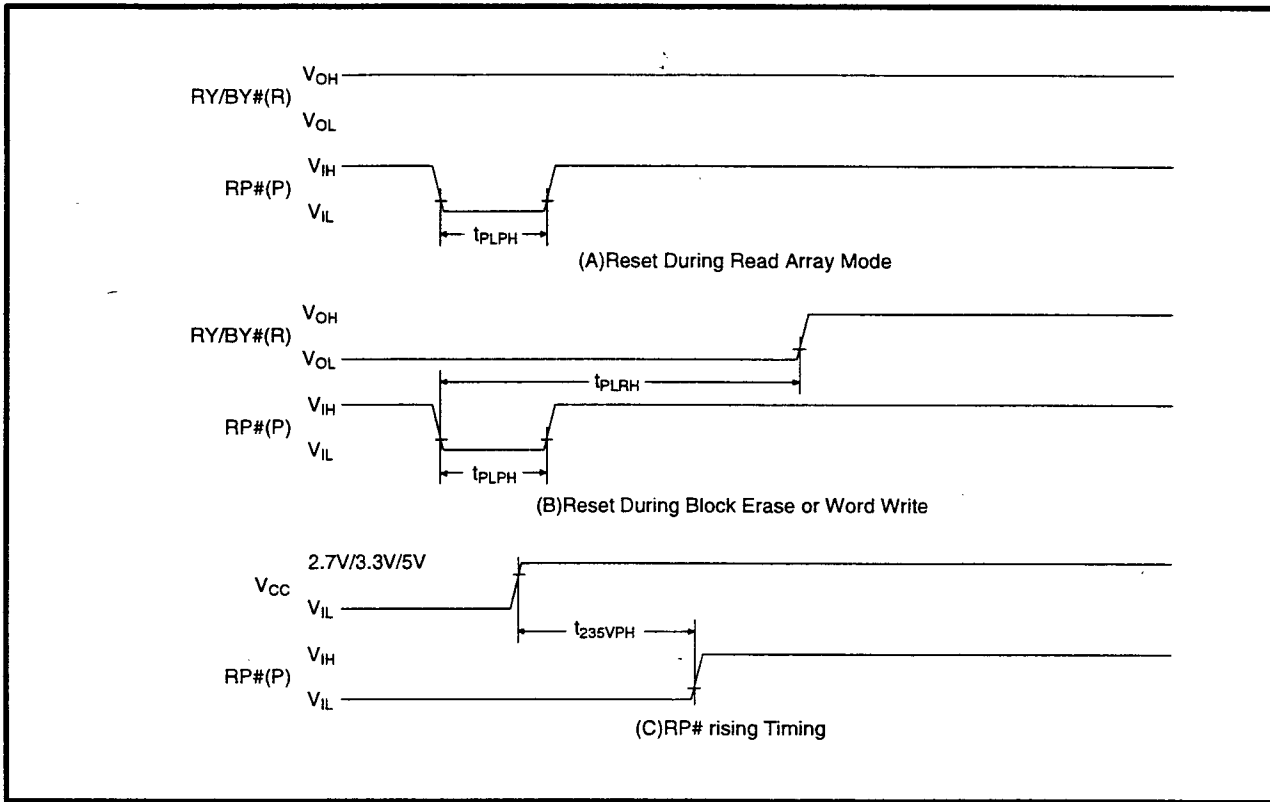 RY/BY#(R)
VOH
VOL
RP#(P)
VIH
VIL
tPLPH
(A)Reset During Read Array Mode
RY/BY#(R)
VOH
VOL
tPLRH
RP#(P)
VIH
VIL
tPLPH
(B)Reset During Block Erase or Word Write
VCC
2.7V/3.3V/5V
VIL
t235VPH
RP#(P)
VIH
VIL
(C)RP# rising Timing